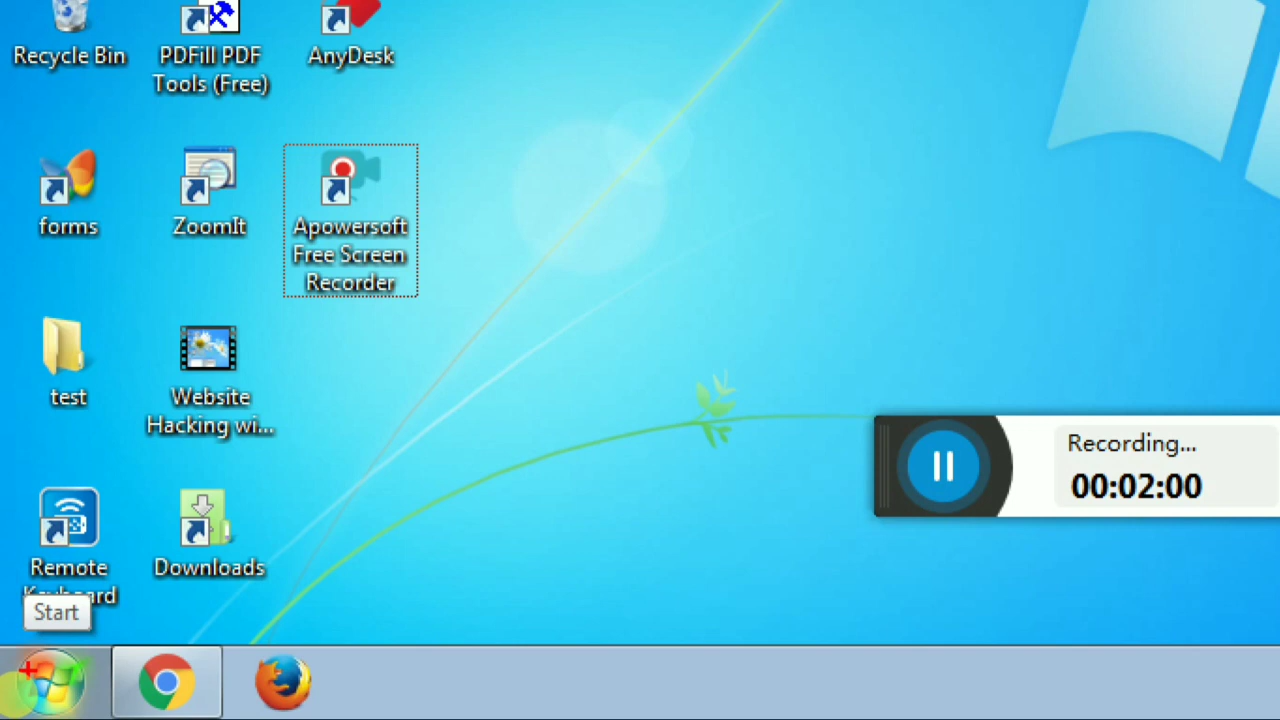 Recycle Bin
PDFill PDF
Tools (Free)
AnyDesk
forms
ZoomIt
Apowersoft
Free Screen
Recorder
test
Website
Hacking wi...
Recording...
00:02:00
Remote
Keyboard
Downloads
Start